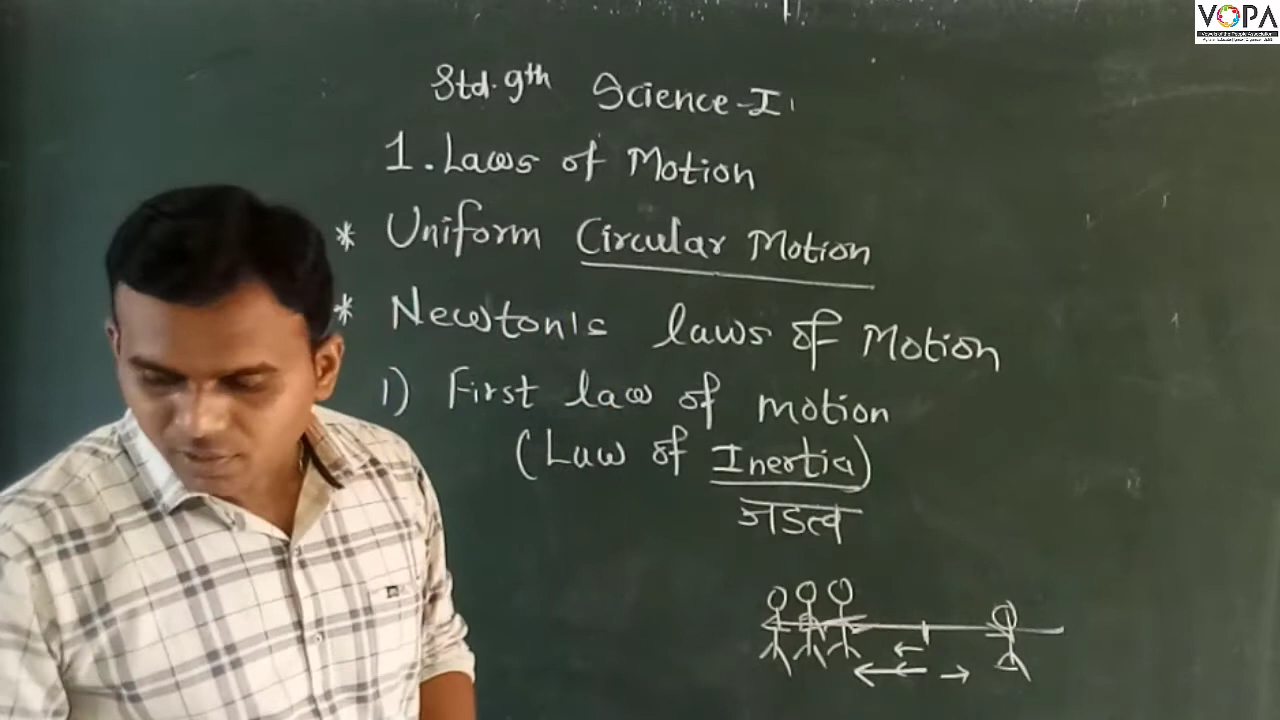 VOPA
Std. 9th Science-I
1. Laws of Motion
* Uniform Circular Motion
* Newton's laws of Motion
1) First law of motion
(Law of Inertia)
जडत्व